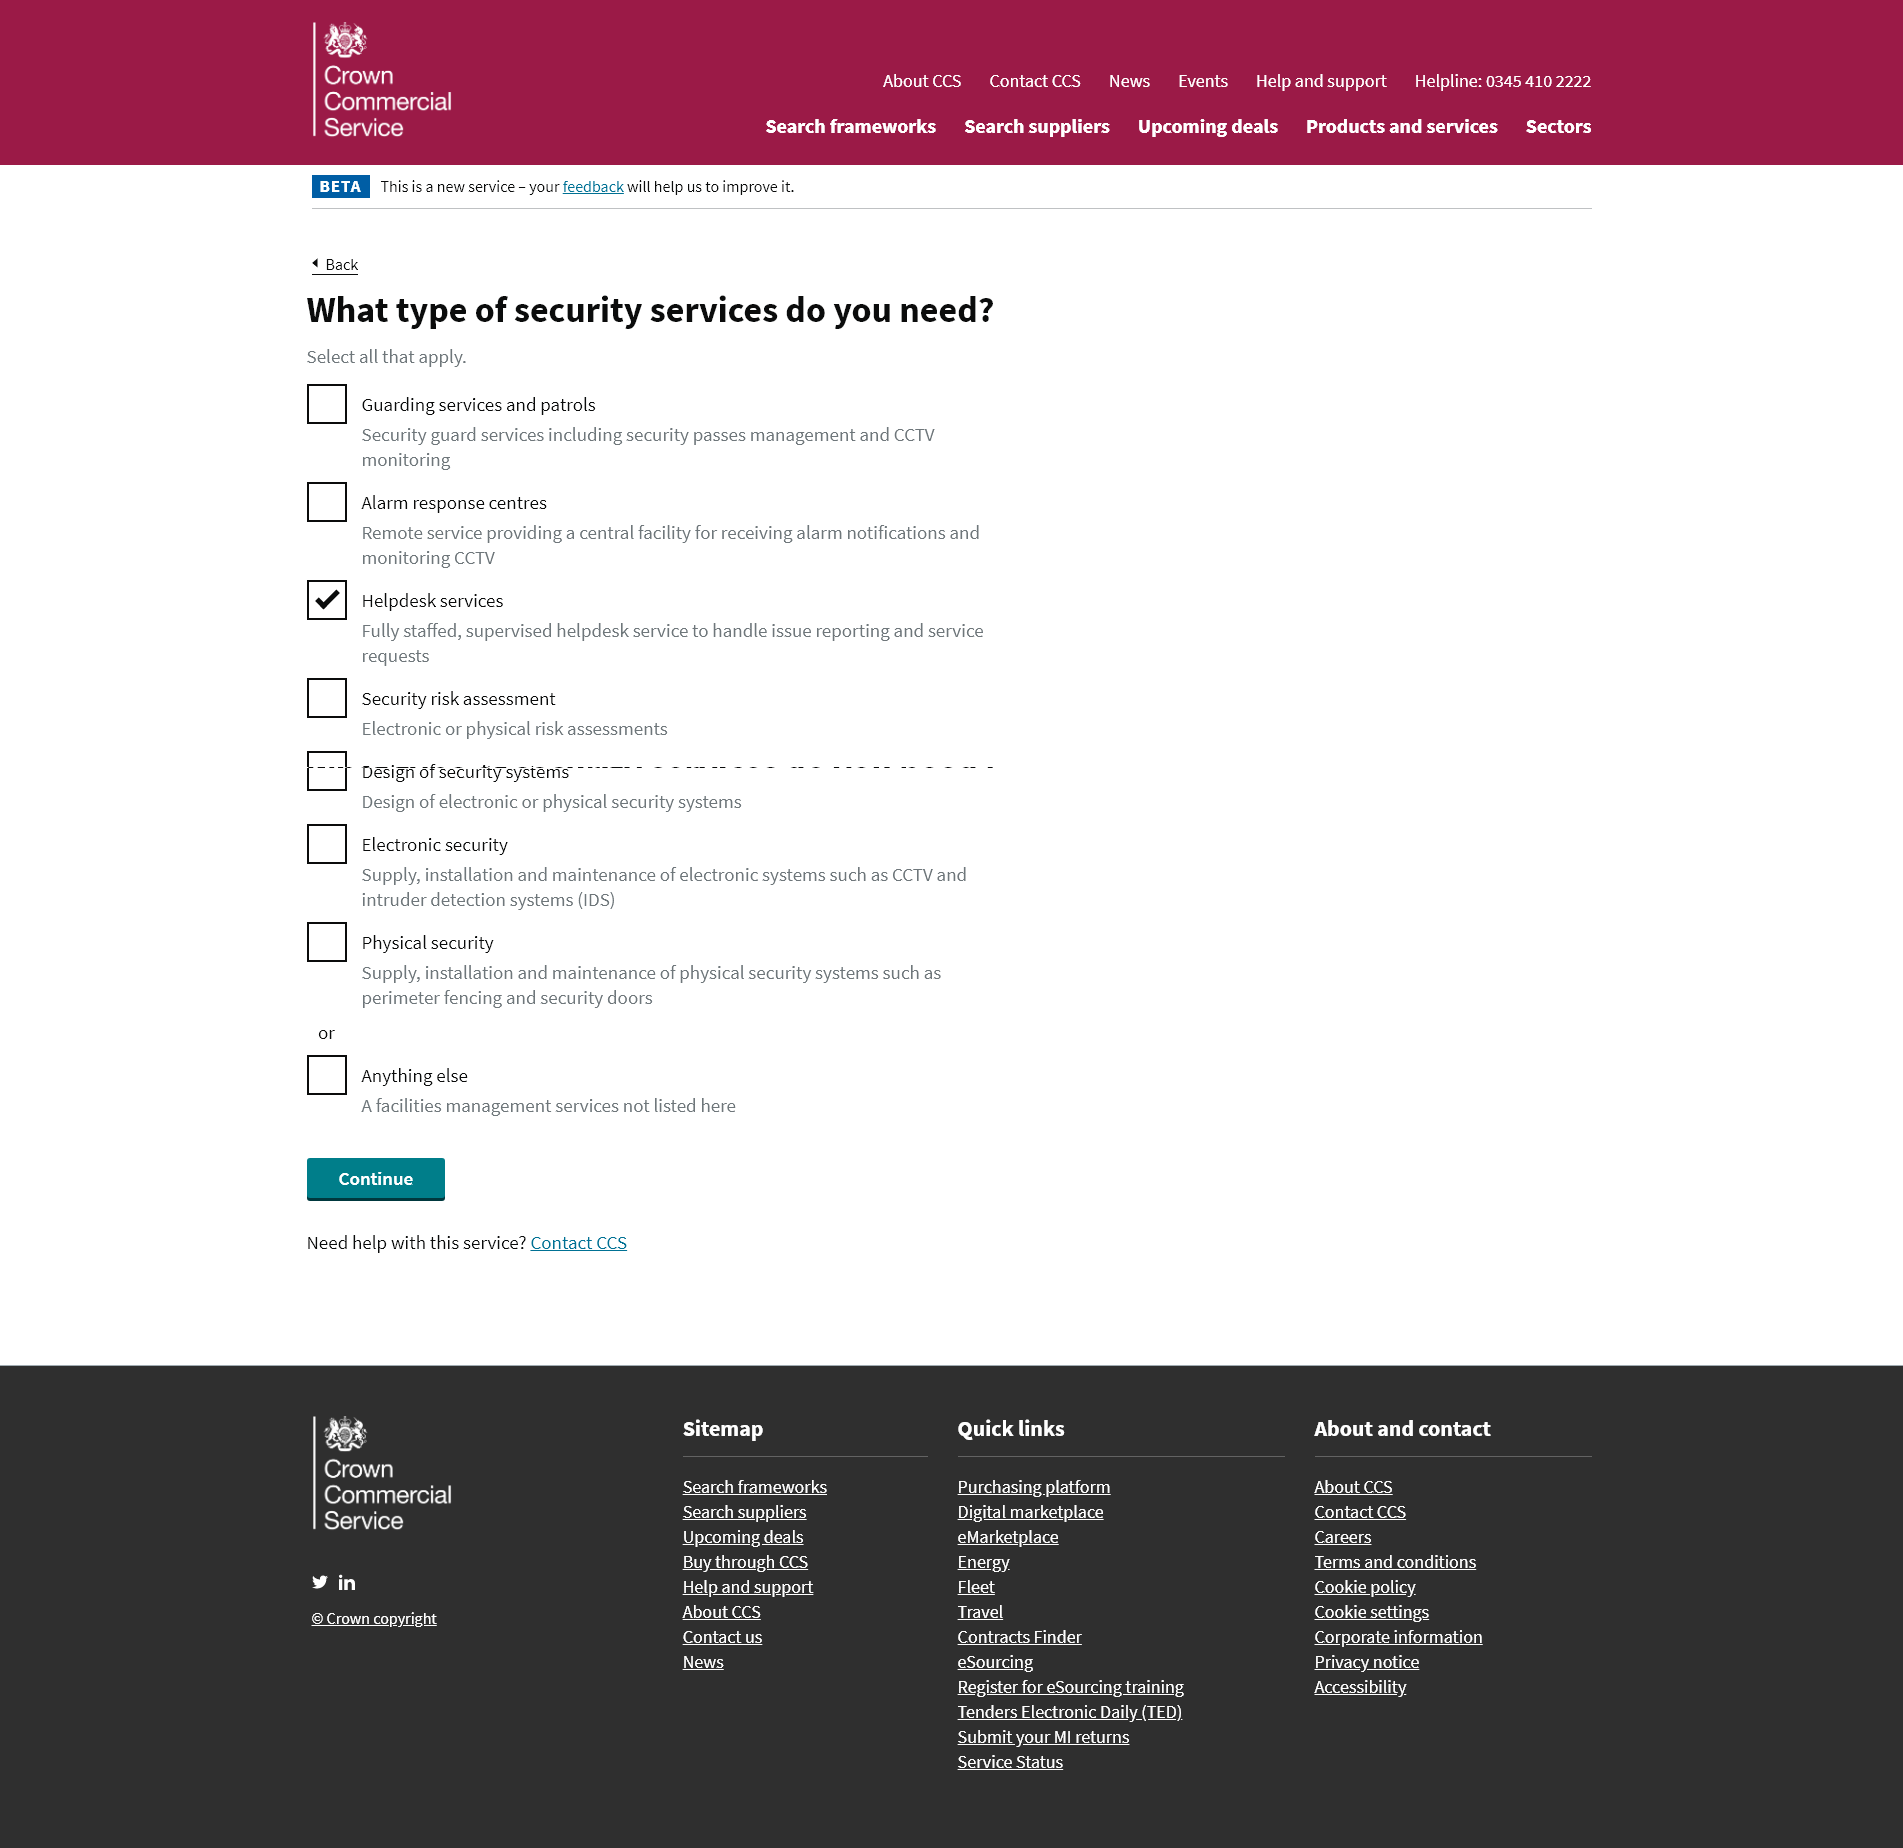 Crown
Commercial
Service
About CCS Contact CCS News Events Help and support Helpline: 0345 410 2222
Search frameworks Search suppliers Upcoming deals Products and services Sectors
BETA This is a new service – your feedback will help us to improve it.
Back
What type of security services do you need?
Select all that apply.
Guarding services and patrols
Security guard services including security passes management and CCTV
monitoring
Alarm response centres
Remote service providing a central facility for receiving alarm notifications and
monitoring CCTV
Helpdesk services
Fully staffed, supervised helpdesk service to handle issue reporting and service
requests
Security risk assessment
Electronic or physical risk assessments
Design of security systems
Design of electronic or physical security systems
Electronic security
Supply, installation and maintenance of electronic systems such as CCTV and
intruder detection systems (IDS)
Physical security
Supply, installation and maintenance of physical security systems such as
perimeter fencing and security doors
or
Anything else
A facilities management services not listed here
Continue
Need help with this service? Contact CCS
Crown
Commercial
Service
© Crown copyright
Sitemap
Search frameworks
Search suppliers
Upcoming deals
Buy through CCS
Help and support
About CCS
Contact us
News
Quick links
Purchasing platform
Digital marketplace
eMarketplace
Energy
Fleet
Travel
Contracts Finder
eSourcing
Register for eSourcing training
Tenders Electronic Daily (TED)
Submit your MI returns
Service Status
About and contact
About CCS
Contact CCS
Careers
Terms and conditions
Cookie policy
Cookie settings
Corporate information
Privacy notice
Accessibility